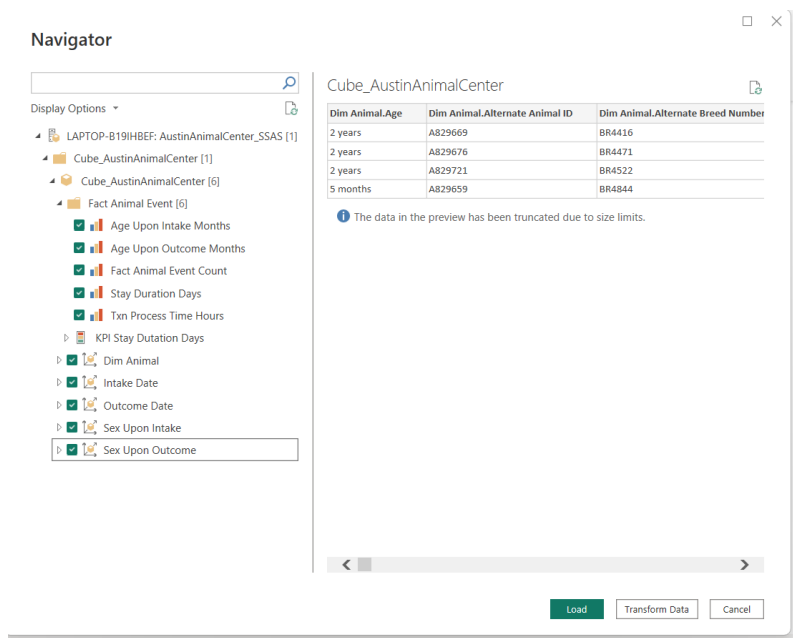 Navigator
Display Options
LAPTOP-B19IHBEF: AustinAnimalCenter_SSAS [1]
Cube_AustinAnimalCenter [1]
Cube_AustinAnimalCenter [6]
Fact Animal Event [6]
Age Upon Intake Months
Age Upon Outcome Months
Fact Animal Event Count
Stay Duration Days
Txn Process Time Hours
KPI Stay Dutation Days
Dim Animal
Intake Date
Outcome Date
Sex Upon Intake
Sex Upon Outcome
Cube_AustinAnimalCenter
Dim Animal.Age Dim Animal.Alternate Animal ID Dim Animal.Alternate Breed Number
2 years A829669 BR4416
2 years A829676 BR4471
2 years A829721 BR4522
5 months A829659 BR4844
The data in the preview has been truncated due to size limits.
Load Transform Data Cancel